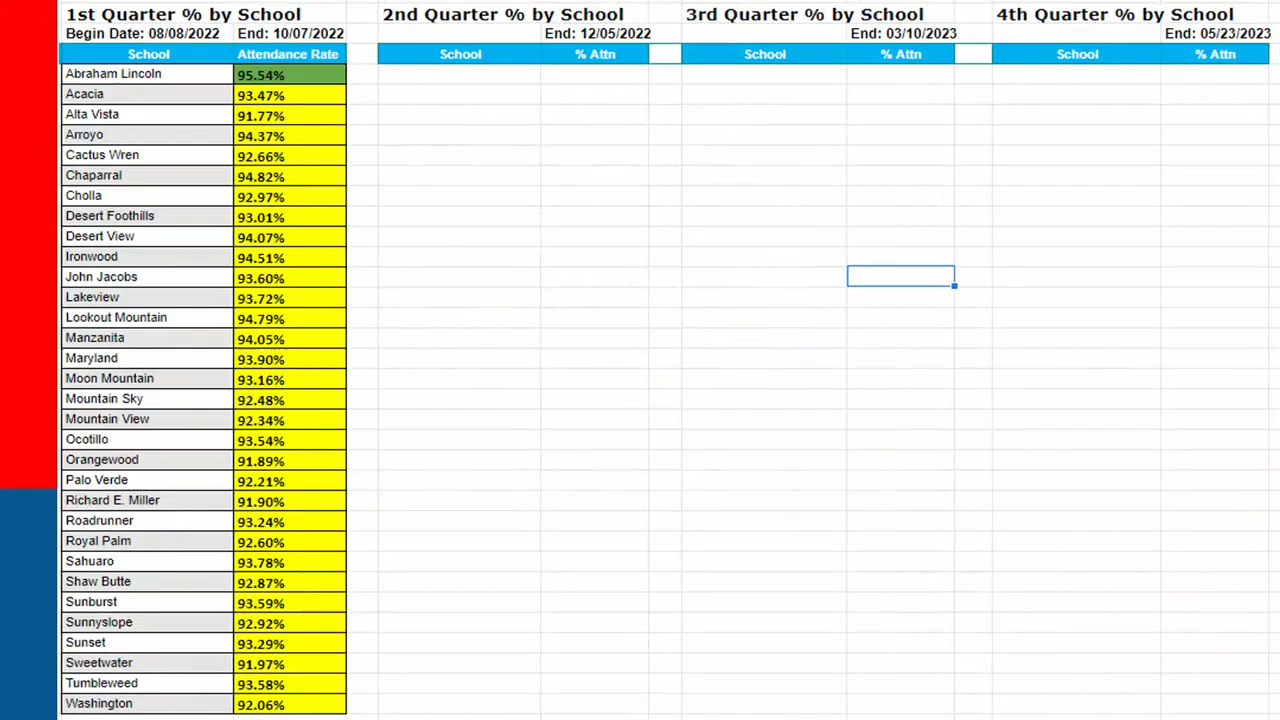 1st Quarter % by School
Begin Date: 08/08/2022 End: 10/07/2022
School Attendance Rate
Abraham Lincoln 95.54%
Acacia 93.47%
Alta Vista 91.77%
Arroyo 94.37%
Cactus Wren 92.66%
Chaparral 94.82%
Cholla 92.97%
Desert Foothills 93.01%
Desert View 94.07%
Ironwood 94.51%
John Jacobs 93.60%
Lakeview 93.72%
Lookout Mountain 94.79%
Manzanita 94.05%
Maryland 93.90%
Moon Mountain 93.16%
Mountain Sky 92.48%
Mountain View 92.34%
Ocotillo 93.54%
Orangewood 91.89%
Palo Verde 92.21%
Richard E. Miller 91.90%
Roadrunner 93.24%
Royal Palm 92.60%
Sahuaro 93.78%
Shaw Butte 92.87%
Sunburst 93.59%
Sunnyslope 92.92%
Sunset 93.29%
Sweetwater 91.97%
Tumbleweed 93.58%
Washington 92.06%
2nd Quarter % by School
End: 12/05/2022
School % Attn
3rd Quarter % by School
End: 03/10/2023
School % Attn
4th Quarter % by School
End: 05/23/2023
School % Attn